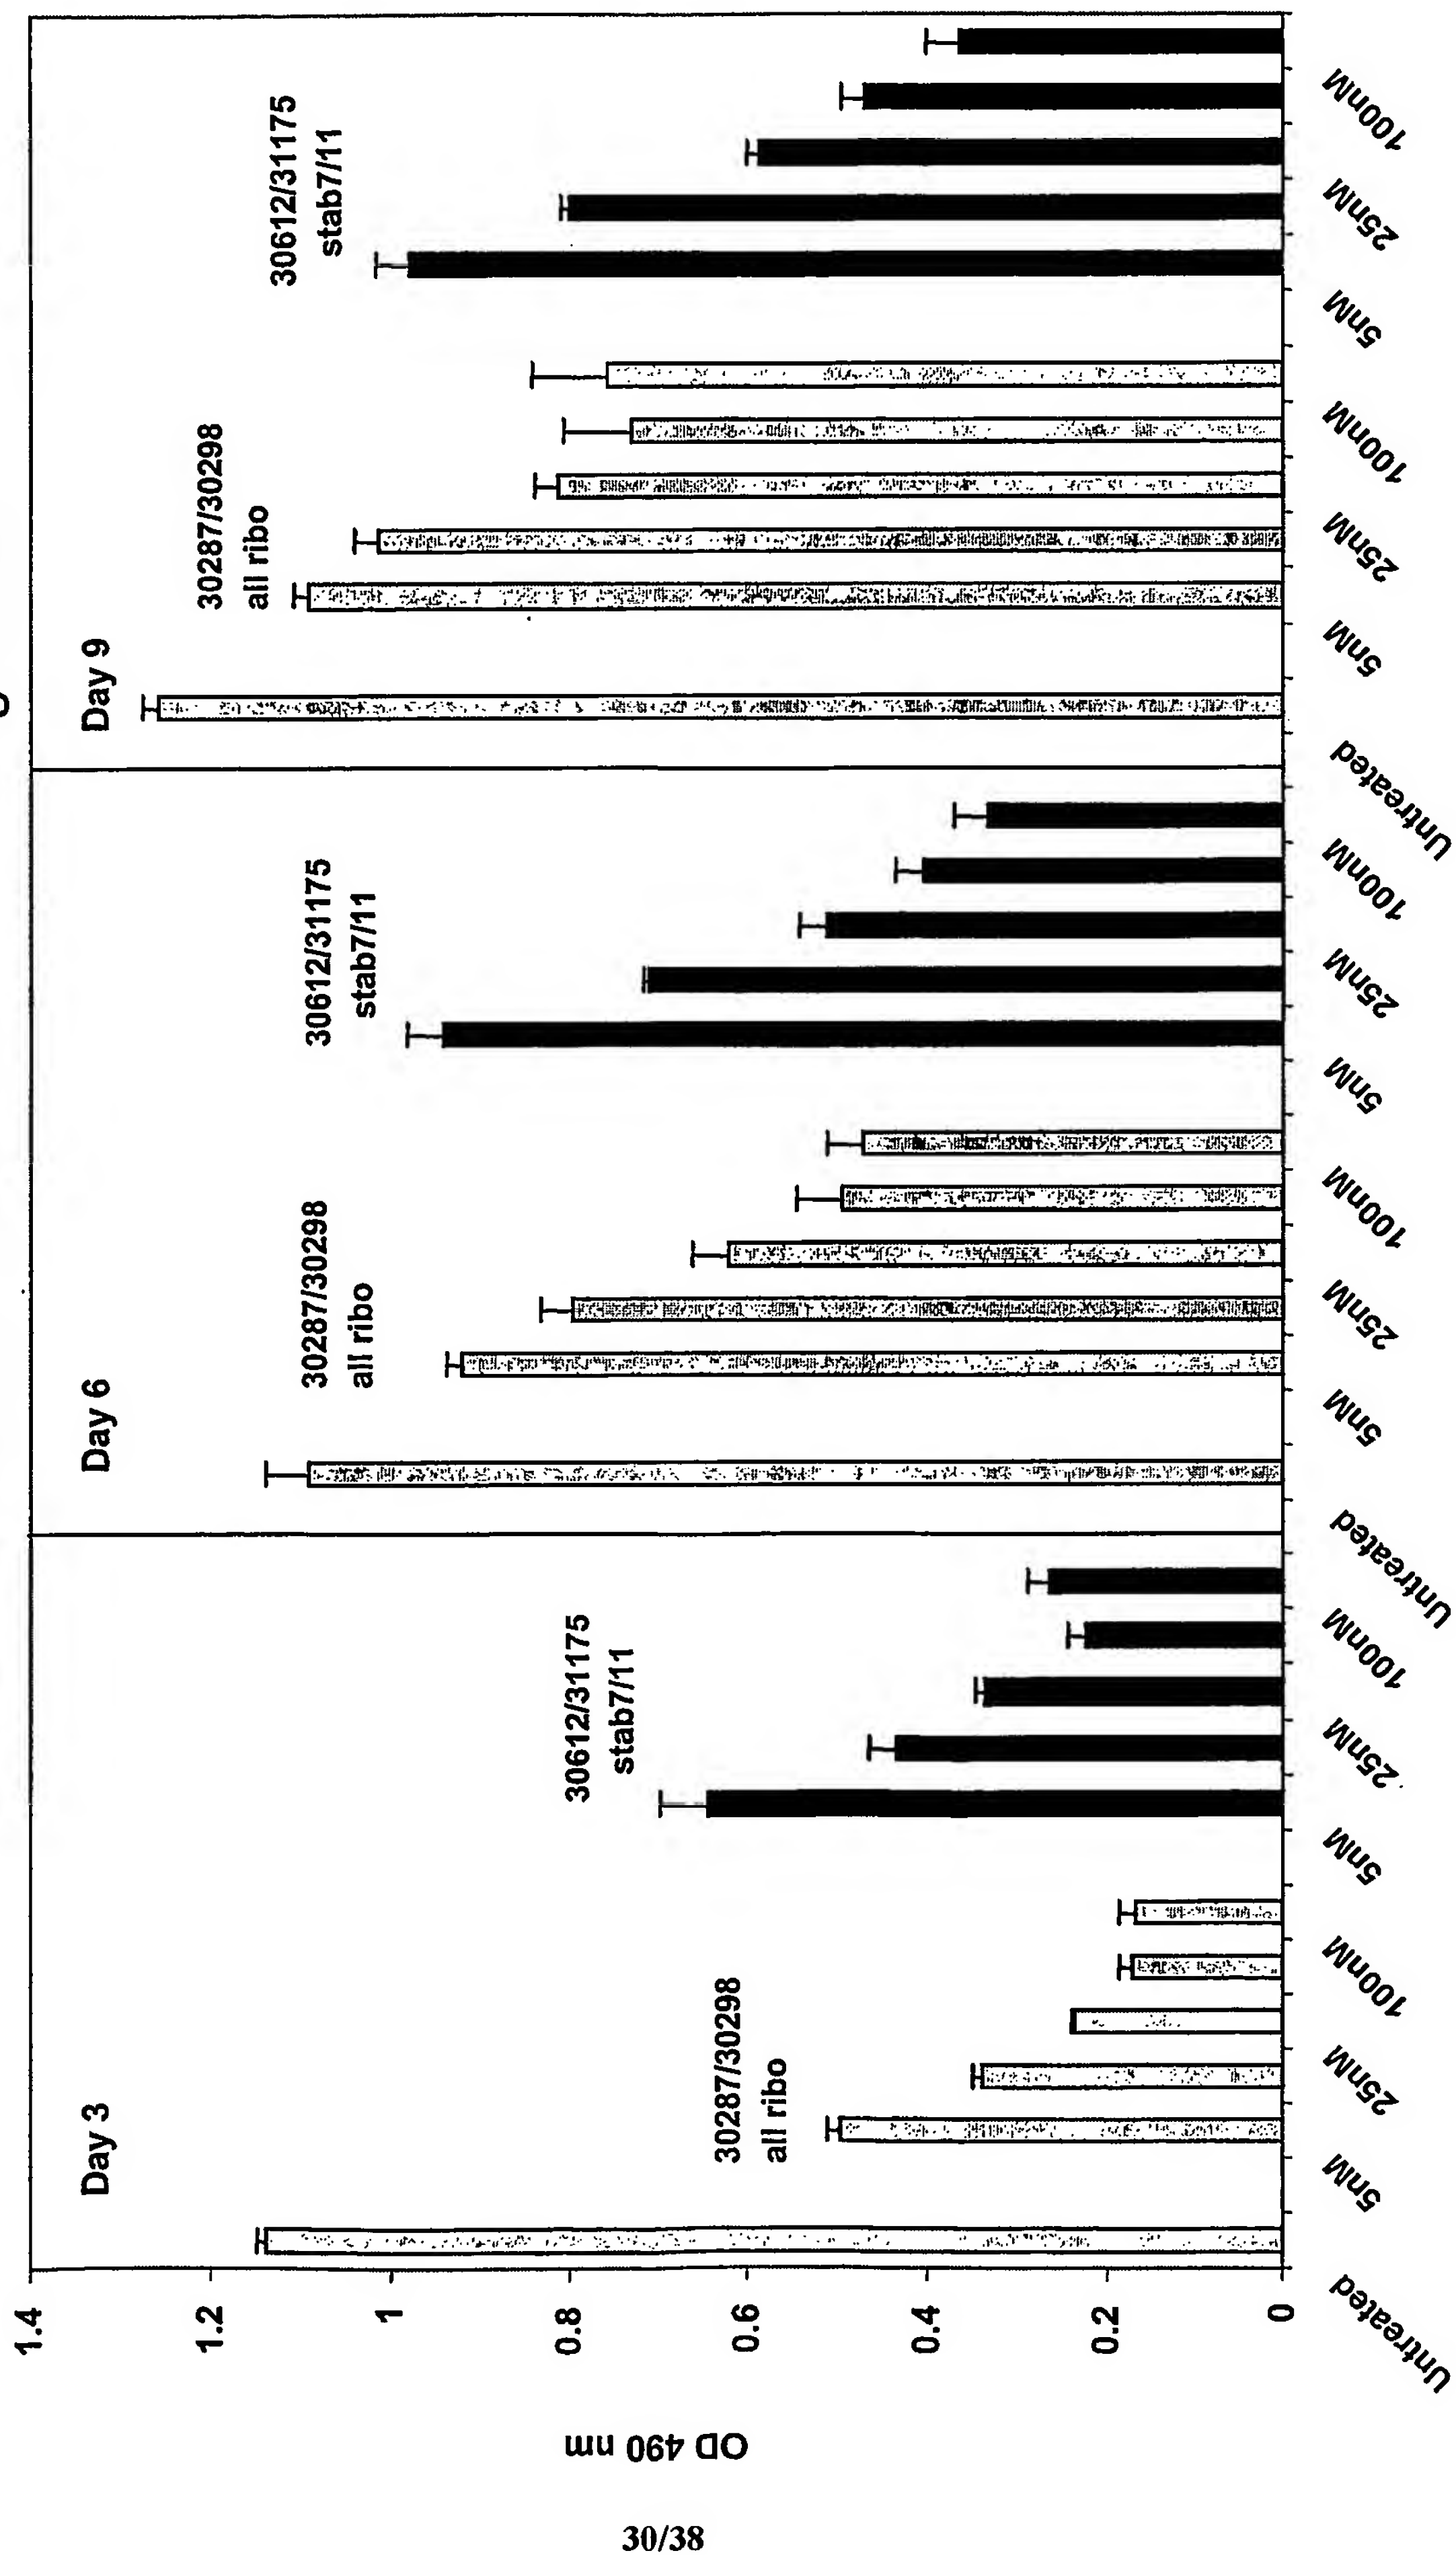 Day 3
Day 6
Day 9
30287/30298
all ribo
30612/31175
stab7/11
30287/30298
all ribo
30612/31175
stab7/11
30287/30298
all ribo
30612/31175
stab7/11
OD 490 nm
1.4
1.2
1
0.8
0.6
0.4
0.2
0
Untreated
5nM
25nM
100nM
5nM
25nM
100nM
Untreated
5nM
25nM
100nM
5nM
25nM
100nM
Untreated
5nM
25nM
100nM
5nM
25nM
100nM
30/38